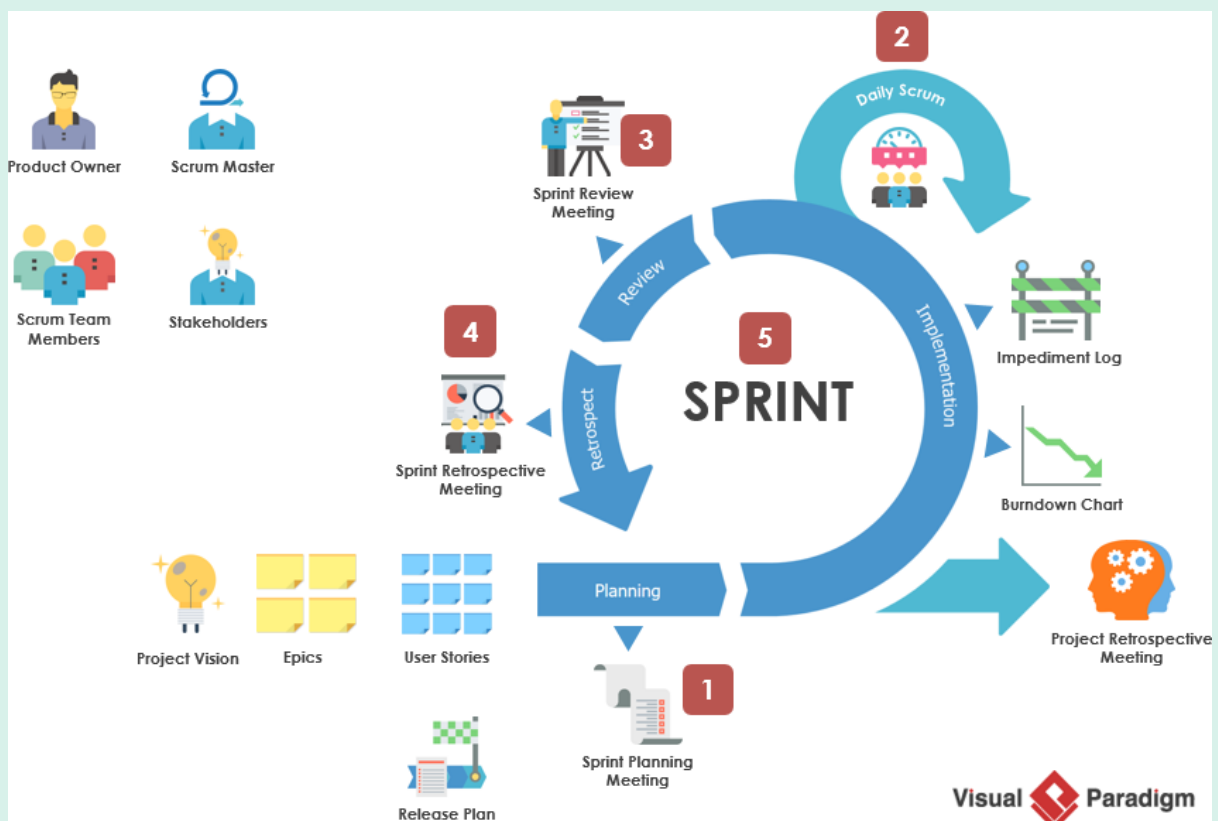 2
Daily Scrum
3
Product Owner
Scrum Master
Sprint Review
Meeting
Review
Scrum Team
Members
Stakeholders
4
5
SPRINT
Implementation
Impediment Log
Retrospect
Sprint Retrospective
Meeting
Burndown Chart
Planning
Project Vision
Epics
User Stories
Project Retrospective
Meeting
1
Sprint Planning
Meeting
Release Plan
Visual Paradigm